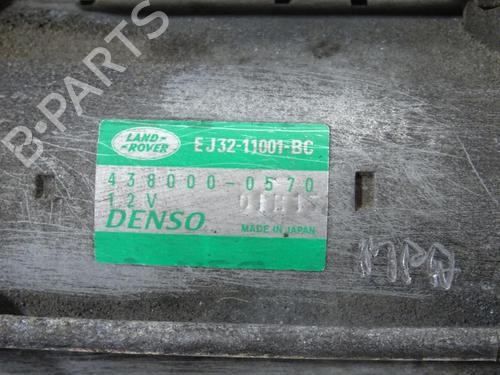 B-PARTS
LAND-
-ROVER
EJ32-11001-BC
438000-0570
12V
DENSO
MADE IN JAPAN